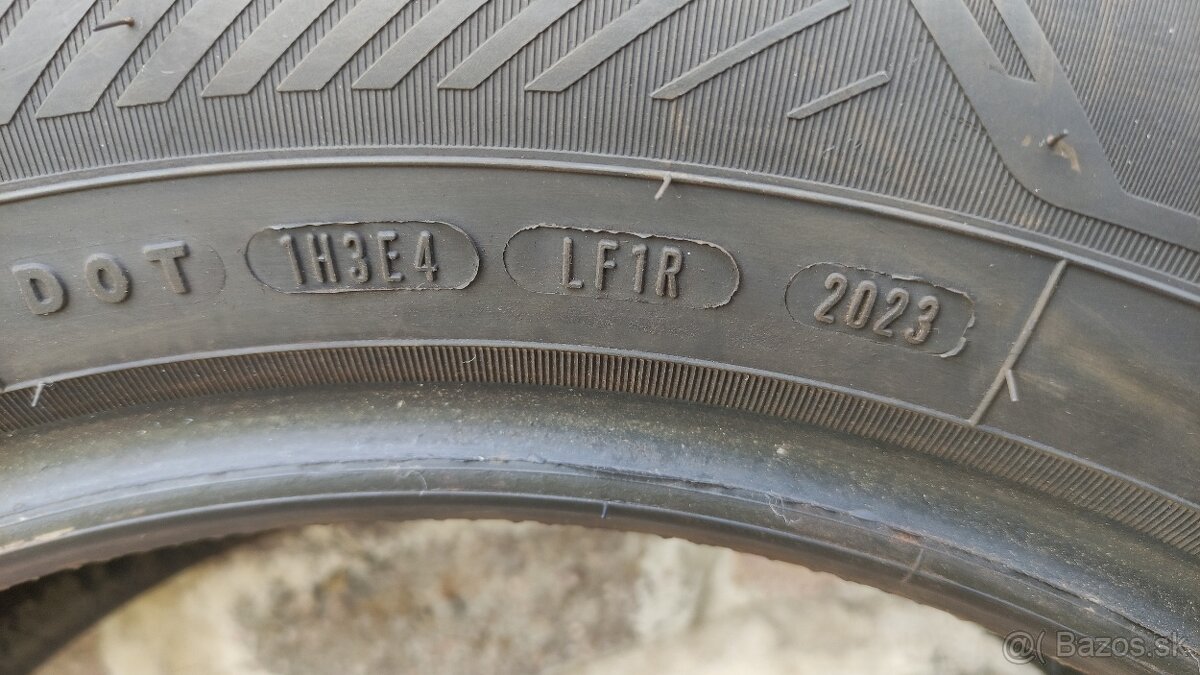 DOT 1H3E4 LF1R 2023
@( Bazos.sk